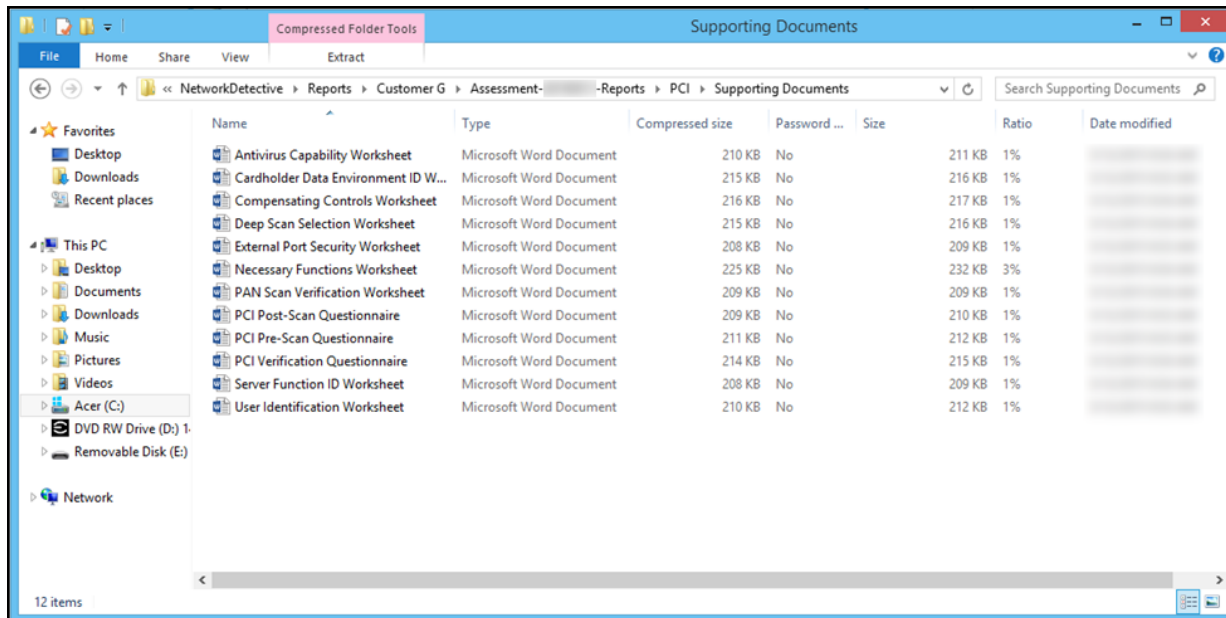 Compressed Folder Tools
Supporting Documents
File Home Share View Extract
« NetworkDetective Reports Customer G Assessment- -Reports PCI Supporting Documents Search Supporting Documents
Favorites
Desktop
Downloads
Recent places
This PC
Desktop
Documents
Downloads
Music
Pictures
Videos
Acer (C:)
DVD RW Drive (D:) 1
Removable Disk (E:)
Network
Name Type Compressed size Password ... Size Ratio Date modified
Antivirus Capability Worksheet Microsoft Word Document 210 KB No 211 KB 1%
Cardholder Data Environment ID W... Microsoft Word Document 215 KB No 216 KB 1%
Compensating Controls Worksheet Microsoft Word Document 216 KB No 217 KB 1%
Deep Scan Selection Worksheet Microsoft Word Document 215 KB No 216 KB 1%
External Port Security Worksheet Microsoft Word Document 208 KB No 209 KB 1%
Necessary Functions Worksheet Microsoft Word Document 225 KB No 232 KB 3%
PAN Scan Verification Worksheet Microsoft Word Document 209 KB No 209 KB 1%
PCI Post-Scan Questionnaire Microsoft Word Document 209 KB No 210 KB 1%
PCI Pre-Scan Questionnaire Microsoft Word Document 211 KB No 212 KB 1%
PCI Verification Questionnaire Microsoft Word Document 214 KB No 215 KB 1%
Server Function ID Worksheet Microsoft Word Document 208 KB No 209 KB 1%
User Identification Worksheet Microsoft Word Document 210 KB No 212 KB 1%
12 items